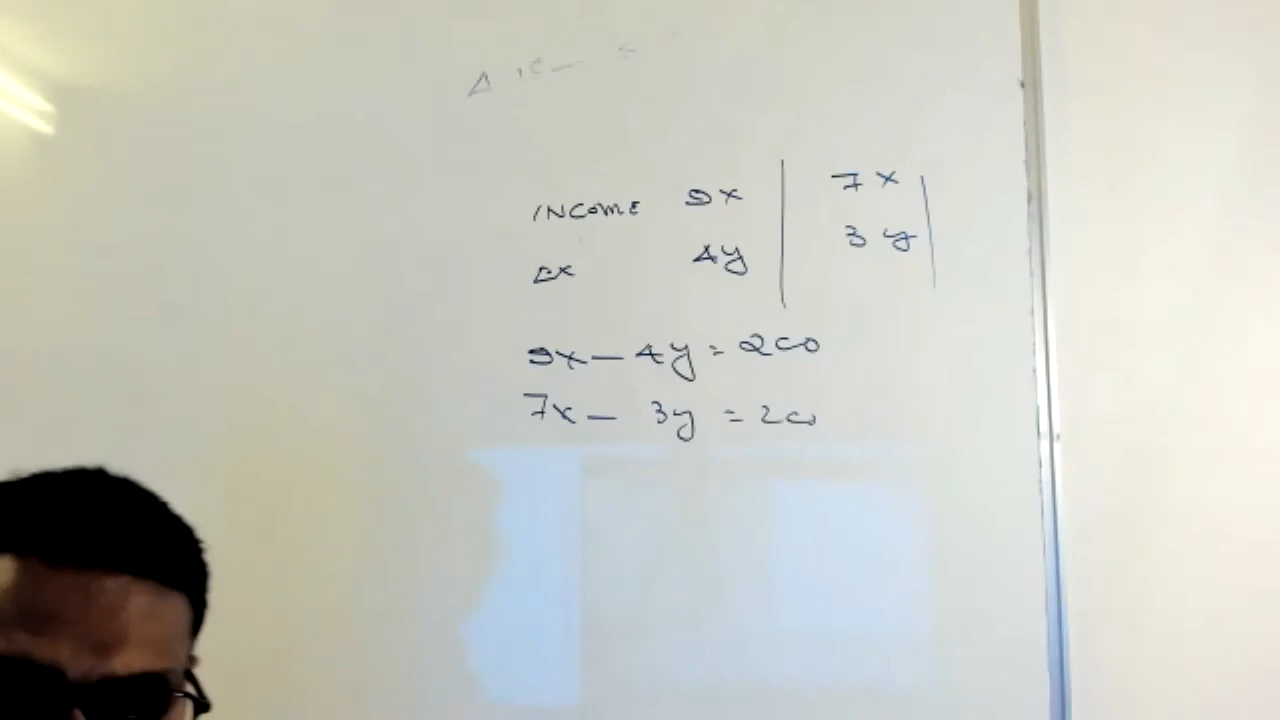 INCOME 9x | 7x |
Ex 4y | 3y |
9x - 4y = 200
7x - 3y = 200